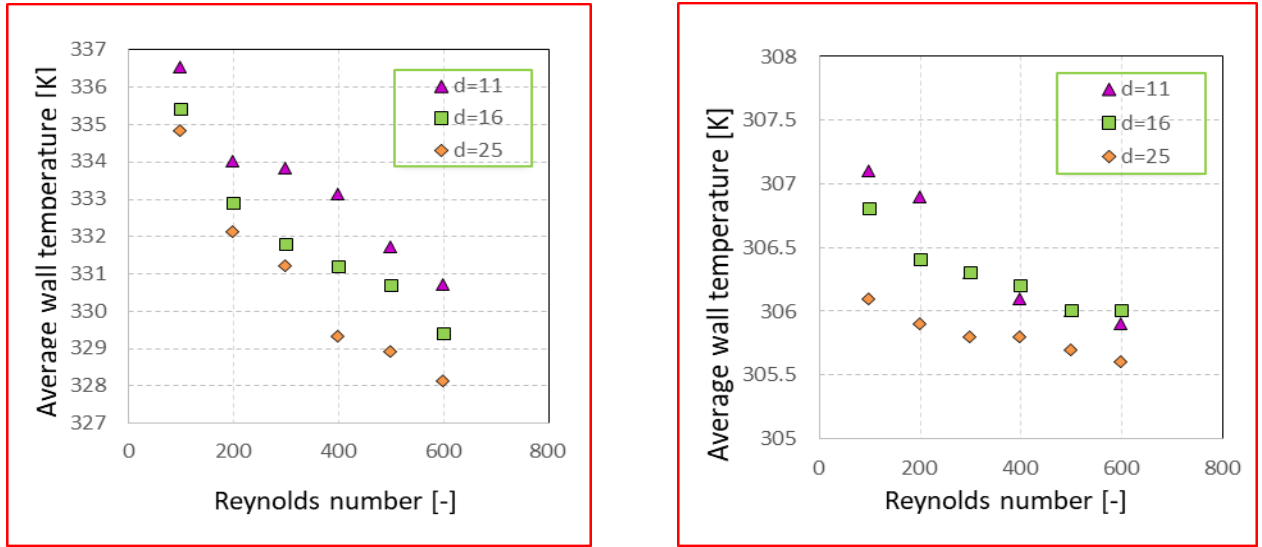 337
336
335
334
333
332
331
330
329
328
327
0
200
400
600
800
Average wall temperature [K]
Reynolds number [-]
d=11
d=16
d=25
308
307.5
307
306.5
306
305.5
305
0
200
400
600
800
Average wall temperature [K]
Reynolds number [-]
d=11
d=16
d=25